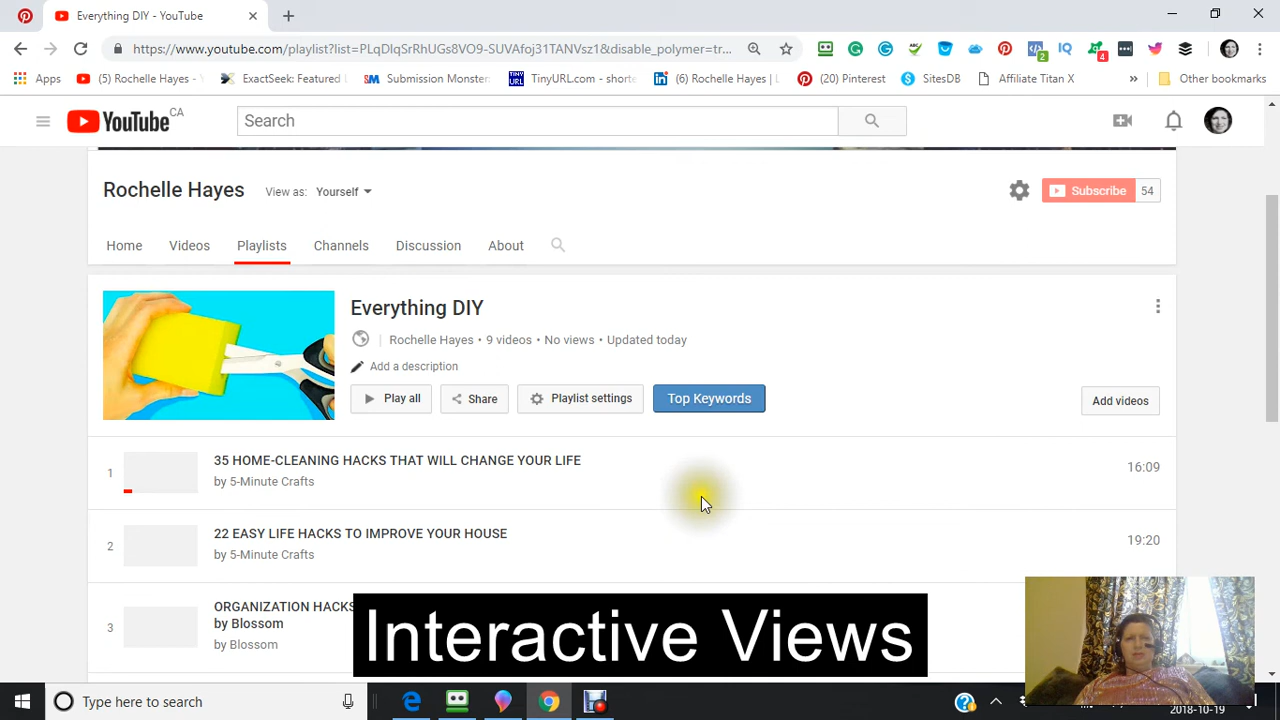 Everything DIY - YouTube
https://www.youtube.com/playlist?list=PLqDlqSrRhUGs8VO9-SUVAfoj31TANVsz1&disable_polymer=tr...
2
4
Apps
(5) Rochelle Hayes -
ExactSeek: Featured
Submission Monster
TinyURL.com - shorte
(6) Rochelle Hayes |
(20) Pinterest
SitesDB
Affiliate Titan X
»
Other bookmarks
YouTube CA
Search
Rochelle Hayes
View as: Yourself
Subscribe 54
Home
Videos
Playlists
Channels
Discussion
About
Everything DIY
Rochelle Hayes • 9 videos • No views • Updated today
Add a description
Play all
Share
Playlist settings
Top Keywords
Add videos
1
35 HOME-CLEANING HACKS THAT WILL CHANGE YOUR LIFE
by 5-Minute Crafts
16:09
2
22 EASY LIFE HACKS TO IMPROVE YOUR HOUSE
by 5-Minute Crafts
19:20
3
ORGANIZATION HACKS
by Blossom
by Blossom
Interactive Views
Type here to search
2018-10-19